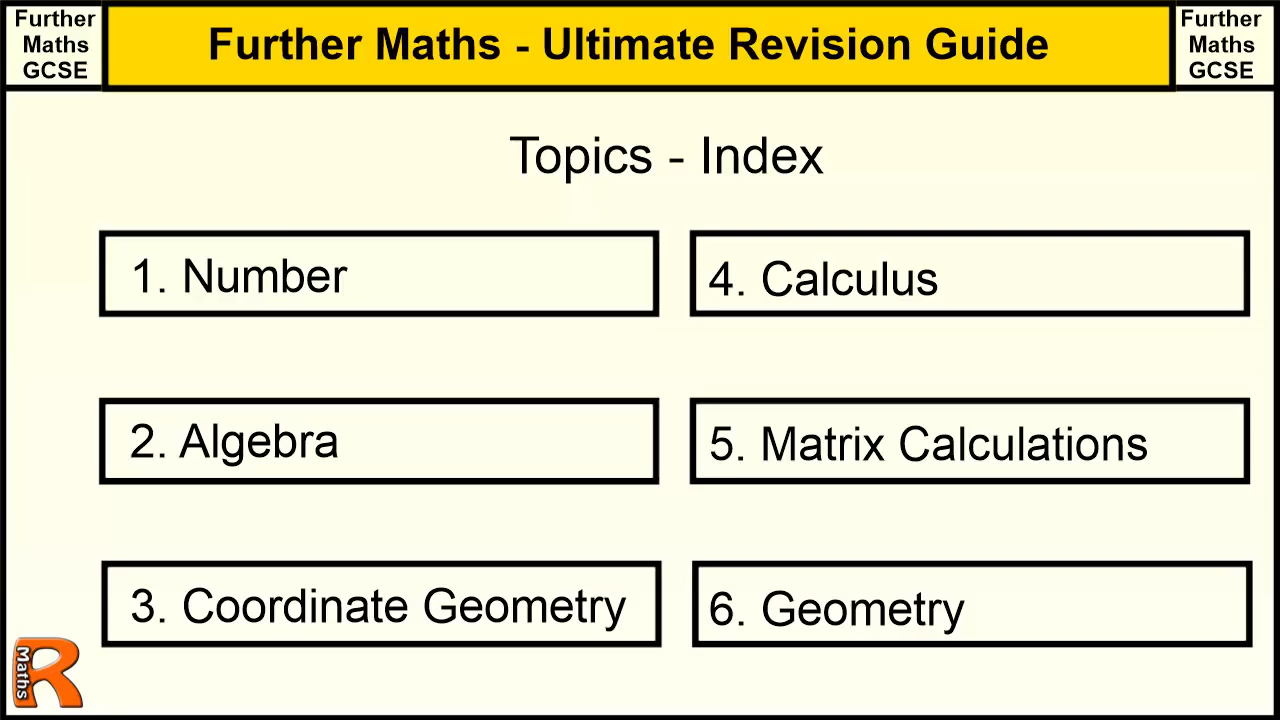 Further
Maths
GCSE
Further Maths - Ultimate Revision Guide
Further
Maths
GCSE
Topics - Index
1. Number
4. Calculus
2. Algebra
5. Matrix Calculations
3. Coordinate Geometry
6. Geometry
R
Maths